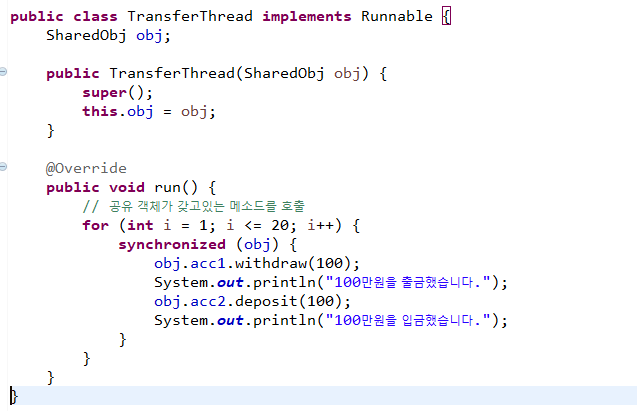 public class TransferThread implements Runnable {
    SharedObj obj;
    public TransferThread(SharedObj obj) {
        super();
        this.obj = obj;
    }
    @Override
    public void run() {
        // 공유 객체가 갖고있는 메소드를 호출
        for (int i = 1; i <= 20; i++) {
            synchronized (obj) {
                obj.acc1.withdraw(100);
                System.out.println("100만원을 출금했습니다.");
                obj.acc2.deposit(100);
                System.out.println("100만원을 입금했습니다.");
            }
        }
    }
}